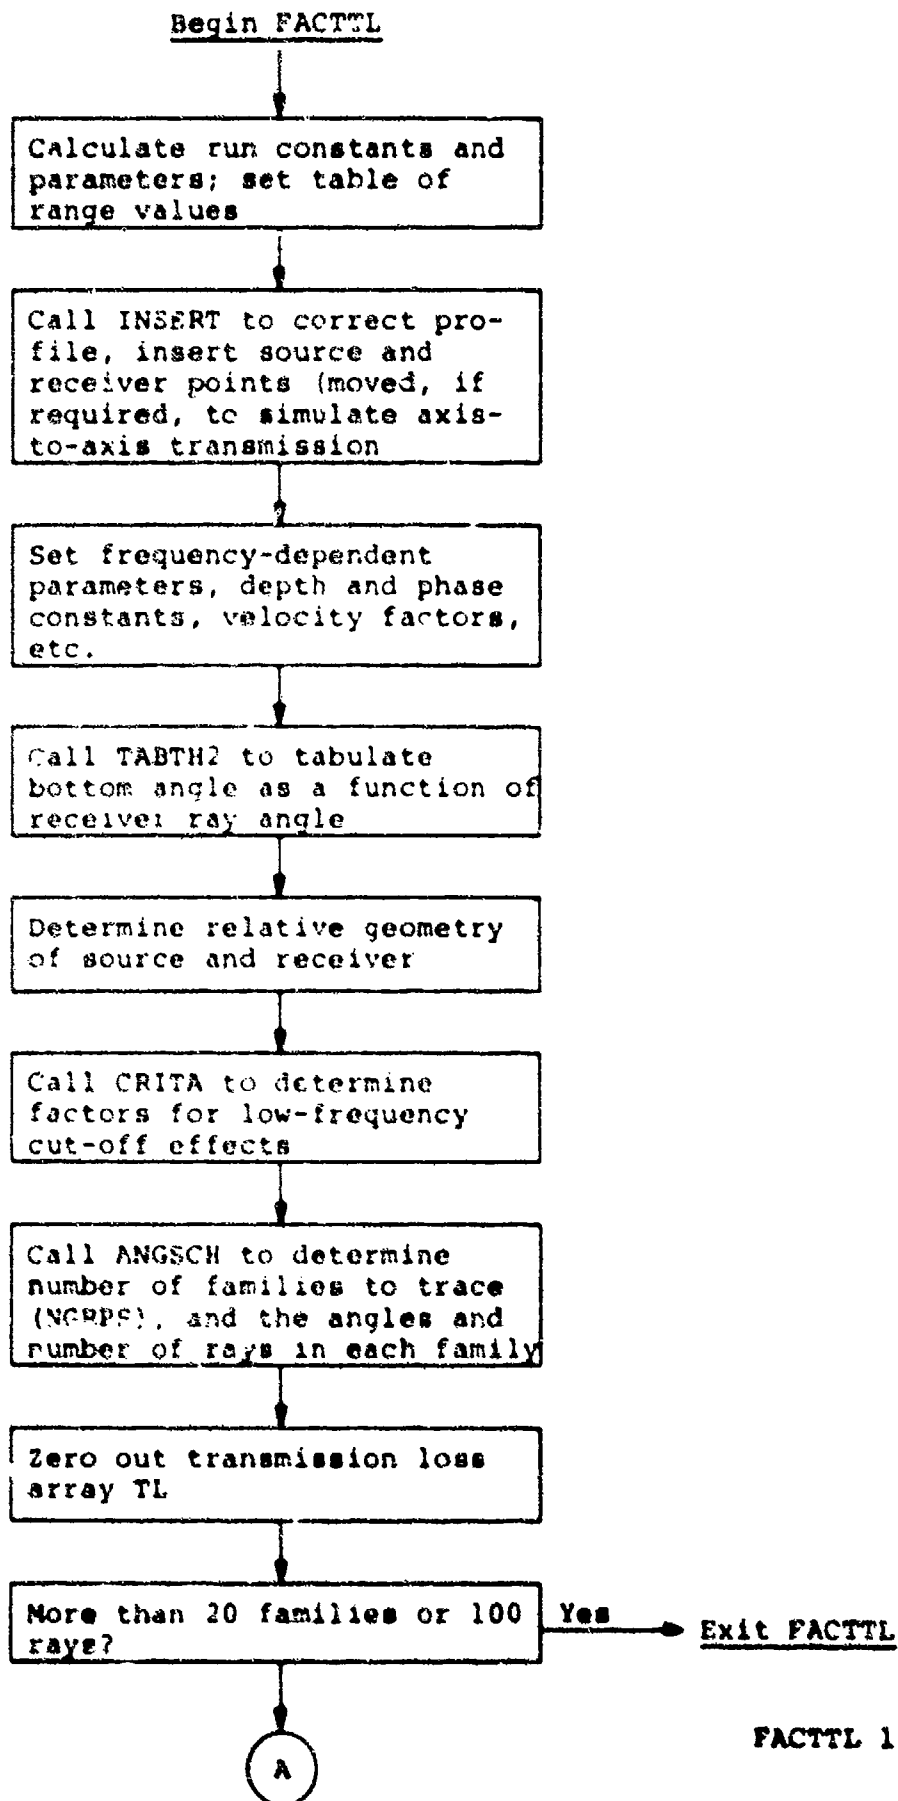 Begin FACTTL
Calculate run constants and
parameters; set table of
range values
Call INSERT to correct pro-
file, insert source and
receiver points (moved, if
required, to simulate axis-
to-axis transmission
Set frequency-dependent
parameters, depth and phase
constants, velocity factors,
etc.
Call TABTH2 to tabulate
bottom angle as a function of
receiver ray angle
Determine relative geometry
of source and receiver
Call CRITA to determine
factors for low-frequency
cut-off effects
Call ANGSCH to determine
number of families to trace
(NGRPS), and the angles and
number of rays in each family
Zero out transmission loss
array TL
More than 20 families or 100
rays?
Yes
Exit FACTTL
FACTTL 1
A